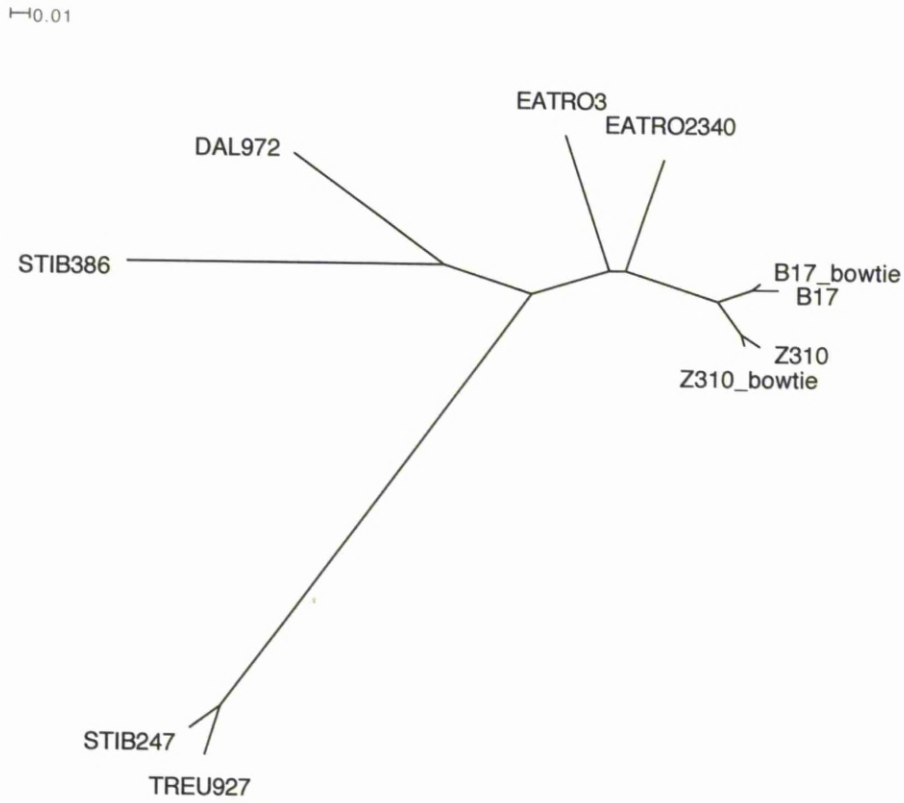 0.01
EATRO3
EATRO2340
DAL972
STIB386
B17_bowtie
B17
Z310
Z310_bowtie
STIB247
TREU927